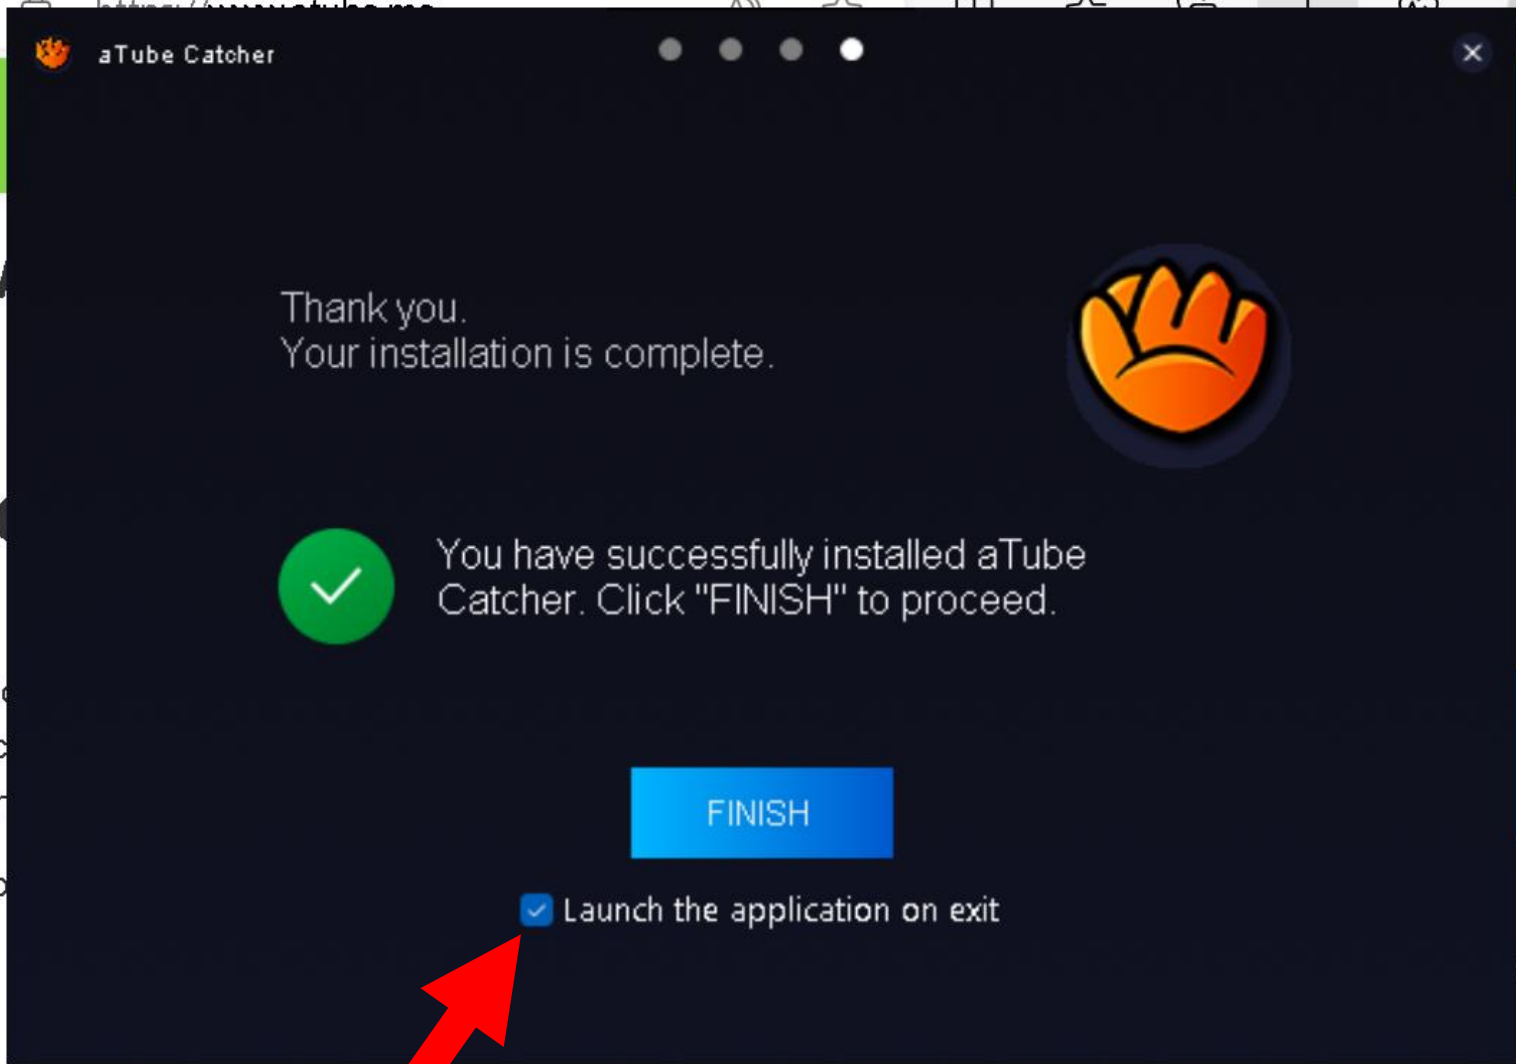 aTube Catcher
Thank you.
Your installation is complete.
You have successfully installed aTube
Catcher. Click "FINISH" to proceed.
FINISH
Launch the application on exit